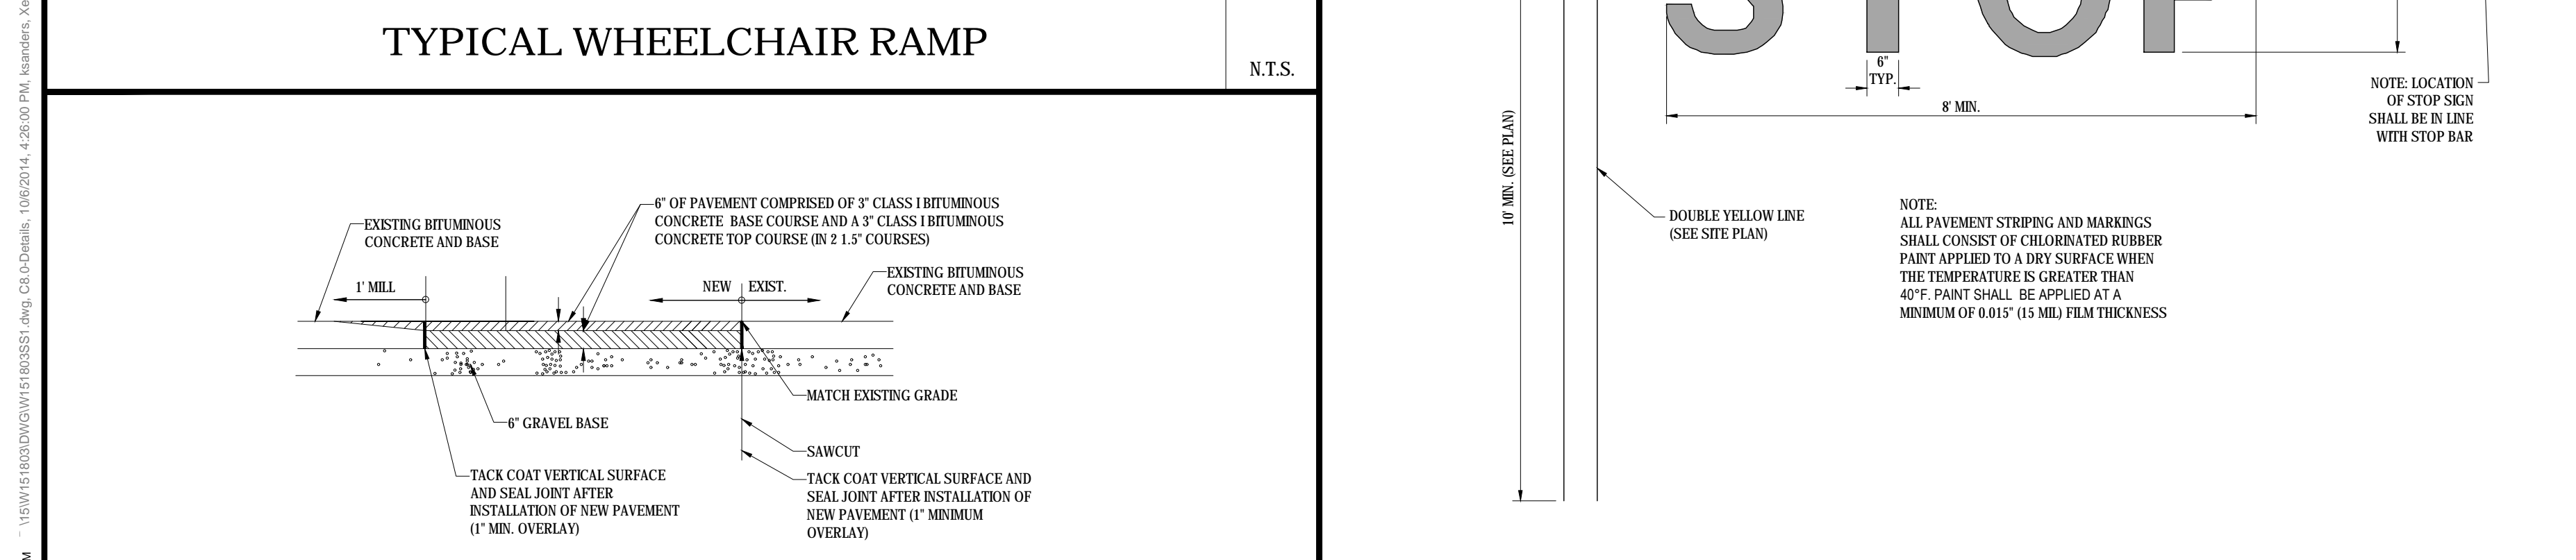 \15\W151803\DWG\W151803SS1.dwg, C8.0-Details, 10/6/2014, 4:26:00 PM, ksanders, Xe
M
TYPICAL WHEELCHAIR RAMP
N.T.S.
EXISTING BITUMINOUS
CONCRETE AND BASE
6" OF PAVEMENT COMPRISED OF 3" CLASS I BITUMINOUS
CONCRETE BASE COURSE AND A 3" CLASS I BITUMINOUS
CONCRETE TOP COURSE (IN 2 1.5" COURSES)
EXISTING BITUMINOUS
CONCRETE AND BASE
1' MILL
NEW
EXIST.
MATCH EXISTING GRADE
6" GRAVEL BASE
SAWCUT
TACK COAT VERTICAL SURFACE
AND SEAL JOINT AFTER
INSTALLATION OF NEW PAVEMENT
(1" MIN. OVERLAY)
TACK COAT VERTICAL SURFACE AND
SEAL JOINT AFTER INSTALLATION OF
NEW PAVEMENT (1" MINIMUM
OVERLAY)
STOP
6"
TYP.
8' MIN.
10' MIN. (SEE PLAN)
NOTE: LOCATION
OF STOP SIGN
SHALL BE IN LINE
WITH STOP BAR
DOUBLE YELLOW LINE
(SEE SITE PLAN)
NOTE:
ALL PAVEMENT STRIPING AND MARKINGS
SHALL CONSIST OF CHLORINATED RUBBER
PAINT APPLIED TO A DRY SURFACE WHEN
THE TEMPERATURE IS GREATER THAN
40°F. PAINT SHALL BE APPLIED AT A
MINIMUM OF 0.015" (15 MIL) FILM THICKNESS